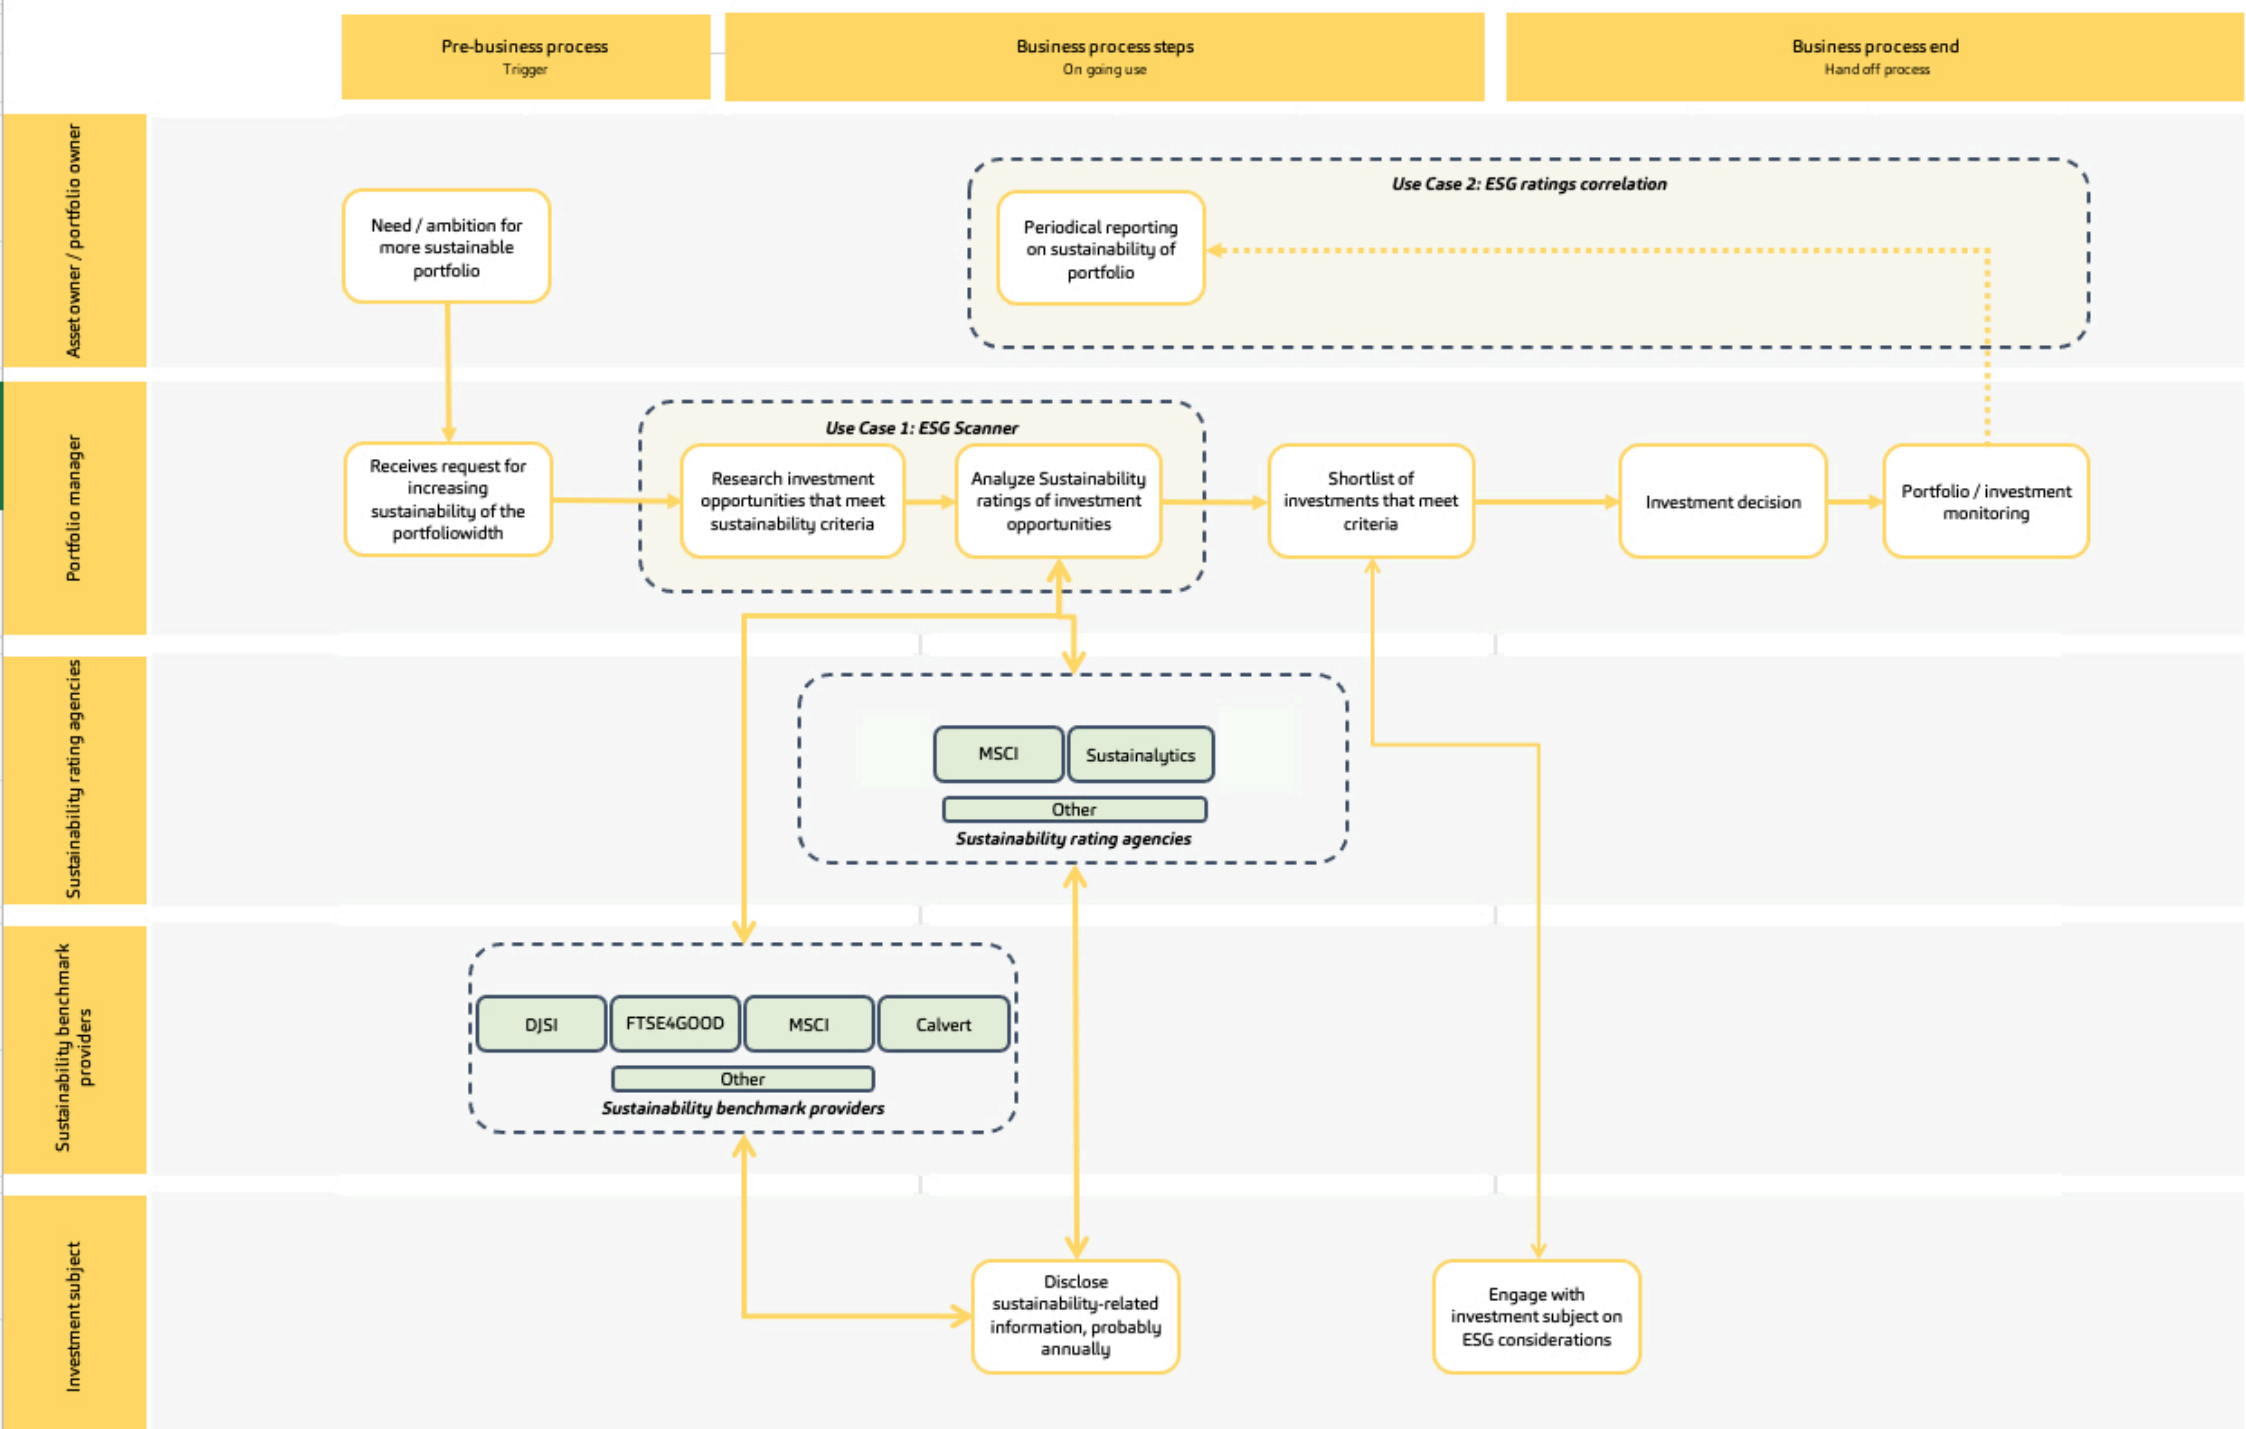 Pre-business process
Trigger
Business process steps
On going use
Business process end
Hand off process
Asset owner / portfolio owner
Need / ambition for
more sustainable
portfolio
Use Case 2: ESG ratings correlation
Periodical reporting
on sustainability of
portfolio
Portfolio manager
Receives request for
increasing
sustainability of the
portfoliowidth
Use Case 1: ESG Scanner
Research investment
opportunities that meet
sustainability criteria
Analyze Sustainability
ratings of investment
opportunities
Shortlist of
investments that meet
criteria
Investment decision
Portfolio / investment
monitoring
Sustainability rating agencies
MSCI
Sustainalytics
Other
Sustainability rating agencies
Sustainability benchmark
providers
DJSI
FTSE4GOOD
MSCI
Calvert
Other
Sustainability benchmark providers
Investment subject
Disclose
sustainability-related
information, probably
annually
Engage with
investment subject on
ESG considerations